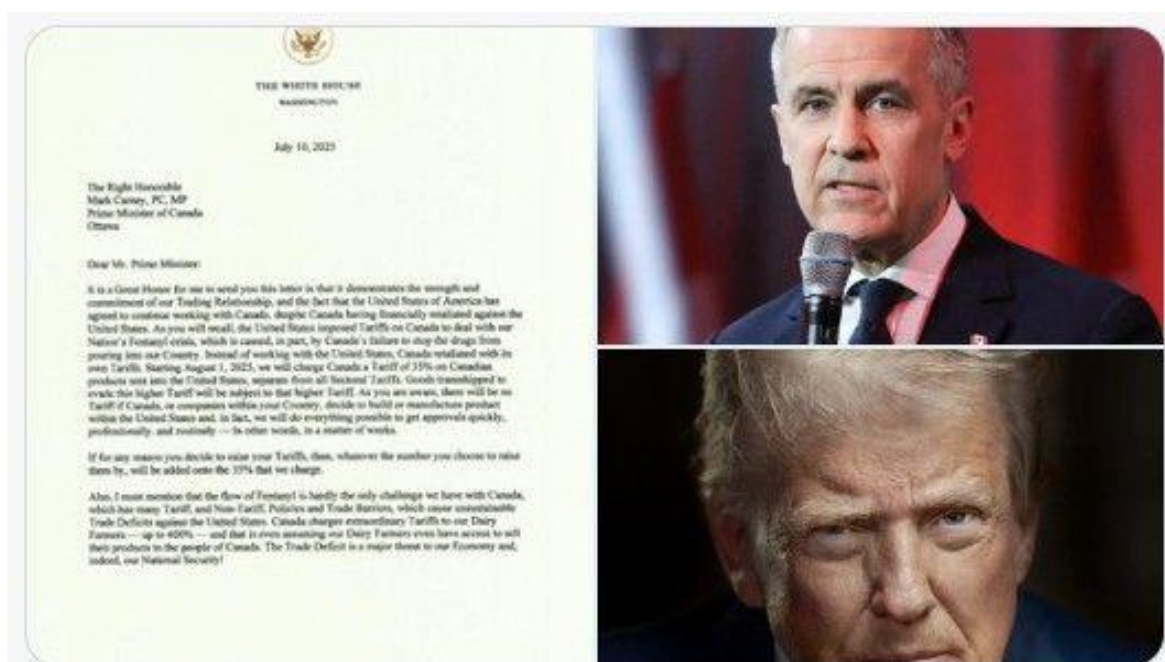 THE WHITE HOUSE
WASHINGTON
July 10, 2025
The Right Honorable
Mark Carney, PC, MP
Prime Minister of Canada
Ottawa
Dear Mr. Prime Minister:
It is a Great Honor for me to send you this letter in that it demonstrates the strength and
commitment of our Trading Relationship, and the fact that the United States of America has
agreed to continue working with Canada, despite Canada having financially retaliated against the
United States. As you will recall, the United States imposed Tariffs on Canada to deal with our
Nation's Fentanyl crisis, which is caused, in part, by Canada's failure to stop the drugs from
pouring into our Country. Instead of working with the United States, Canada retaliated with its
own Tariffs. Starting August 1, 2025, we will charge Canada a Tariff of 35% on Canadian
products sent into the United States, separate from all Sectoral Tariffs. Goods transshipped to
evade this higher Tariff will be subject to that higher Tariff. As you are aware, there will be no
Tariff if Canada, or companies within your Country, decide to build or manufacture product
within the United States and, in fact, we will do everything possible to get approvals quickly,
professionally, and routinely — In other words, in a matter of weeks.
If for any reason you decide to raise your Tariffs, then, whatever the number you choose to raise
them by, will be added onto the 35% that we charge.
Also, I must mention that the flow of Fentanyl is hardly the only challenge we have with Canada,
which has many Tariff, and Non-Tariff, Policies and Trade Barriers, which cause unsustainable
Trade Deficits against the United States. Canada charges extraordinary Tariffs to our Dairy
Farmers — up to 400% — and that is even assuming our Dairy Farmers even have access to sell
their products to the people of Canada. The Trade Deficit is a major threat to our Economy and,
indeed, our National Security!